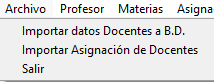 Archivo Profesor Materias Asigna
Importar datos Docentes a B.D.
Importar Asignación de Docentes
Salir